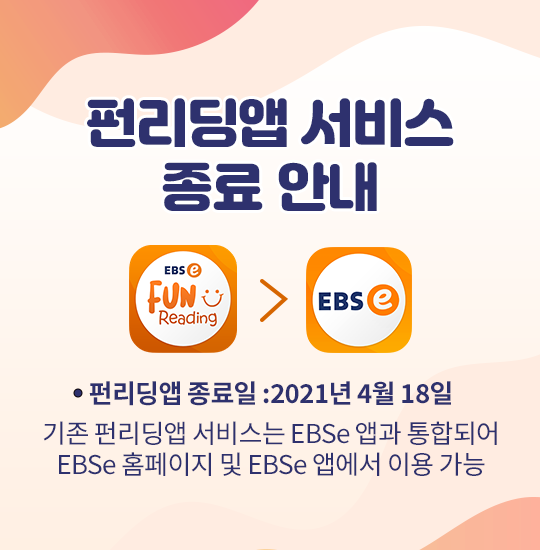 펀리딩앱 서비스
종료 안내
EBS e
FUN
Reading
>
EBS e
• 펀리딩앱 종료일 :2021년 4월 18일
기존 펀리딩앱 서비스는 EBSe 앱과 통합되어
EBSe 홈페이지 및 EBSe 앱에서 이용 가능